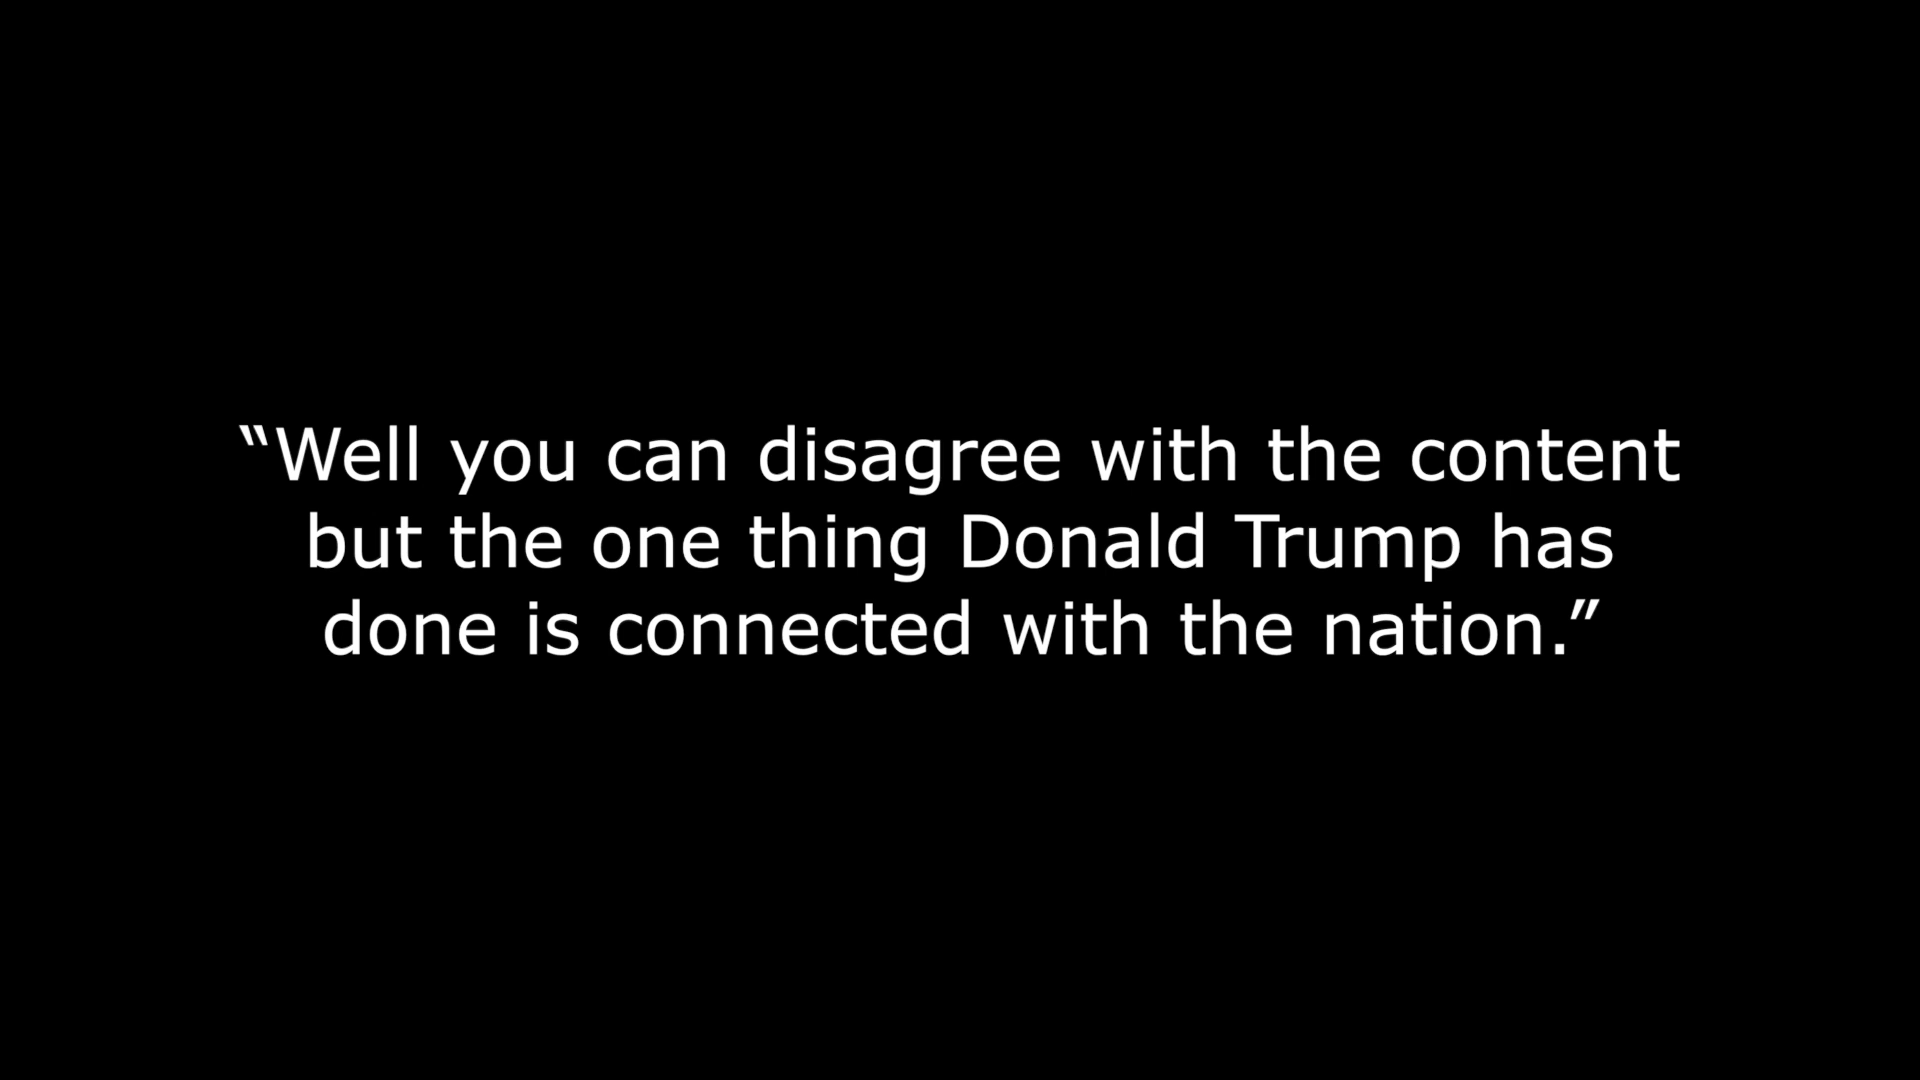 “Well you can disagree with the content
but the one thing Donald Trump has
done is connected with the nation.”